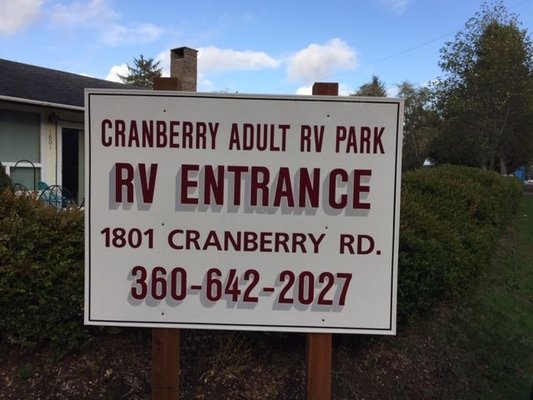 CRANBERRY ADULT RV PARK
RV ENTRANCE
1801 CRANBERRY RD.
360-642-2027